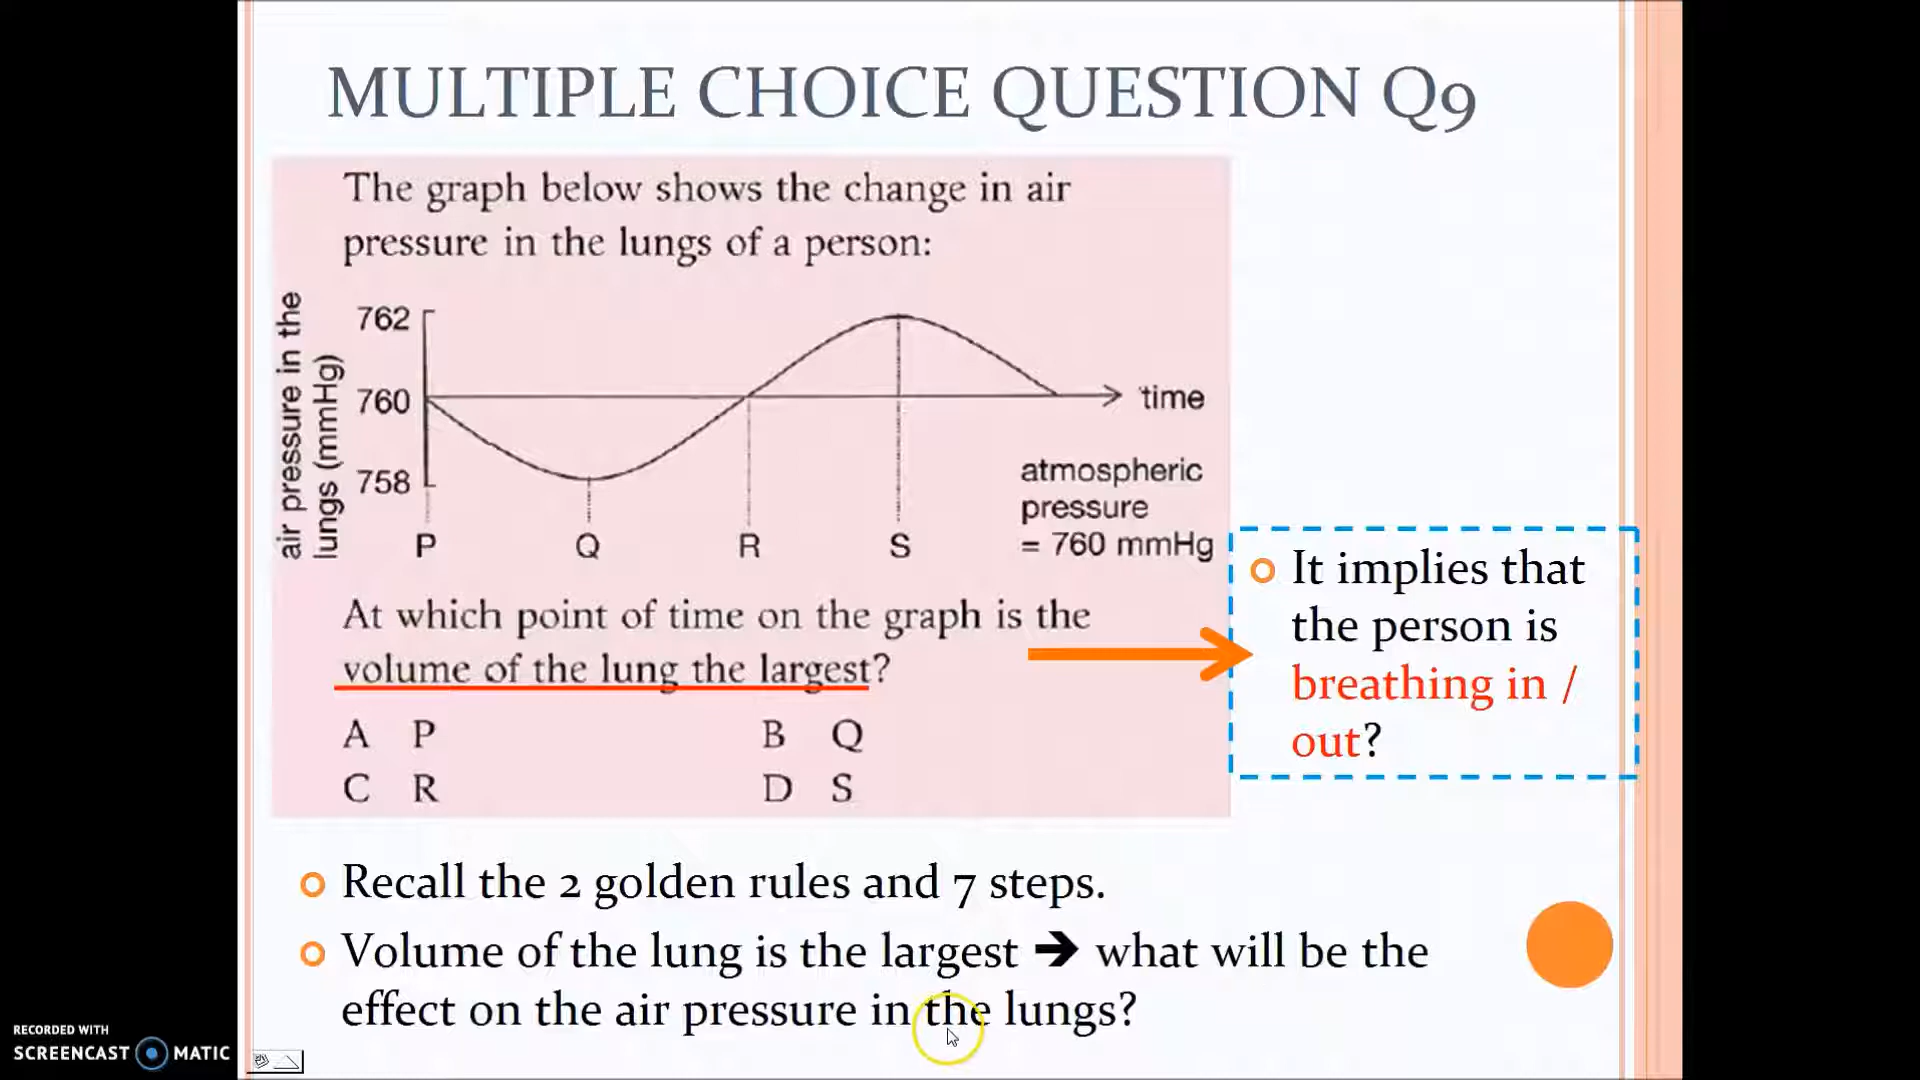 MULTIPLE CHOICE QUESTION Q9
The graph below shows the change in air
pressure in the lungs of a person:
air pressure in the
lungs (mmHg)
762
760
758
time
P Q R S
atmospheric
pressure
= 760 mmHg
At which point of time on the graph is the
volume of the lung the largest?
A P B Q
C R D S
It implies that
the person is
breathing in /
out?
Recall the 2 golden rules and 7 steps.
Volume of the lung is the largest ➔ what will be the
effect on the air pressure in the lungs?
RECORDED WITH
SCREENCAST MATIC